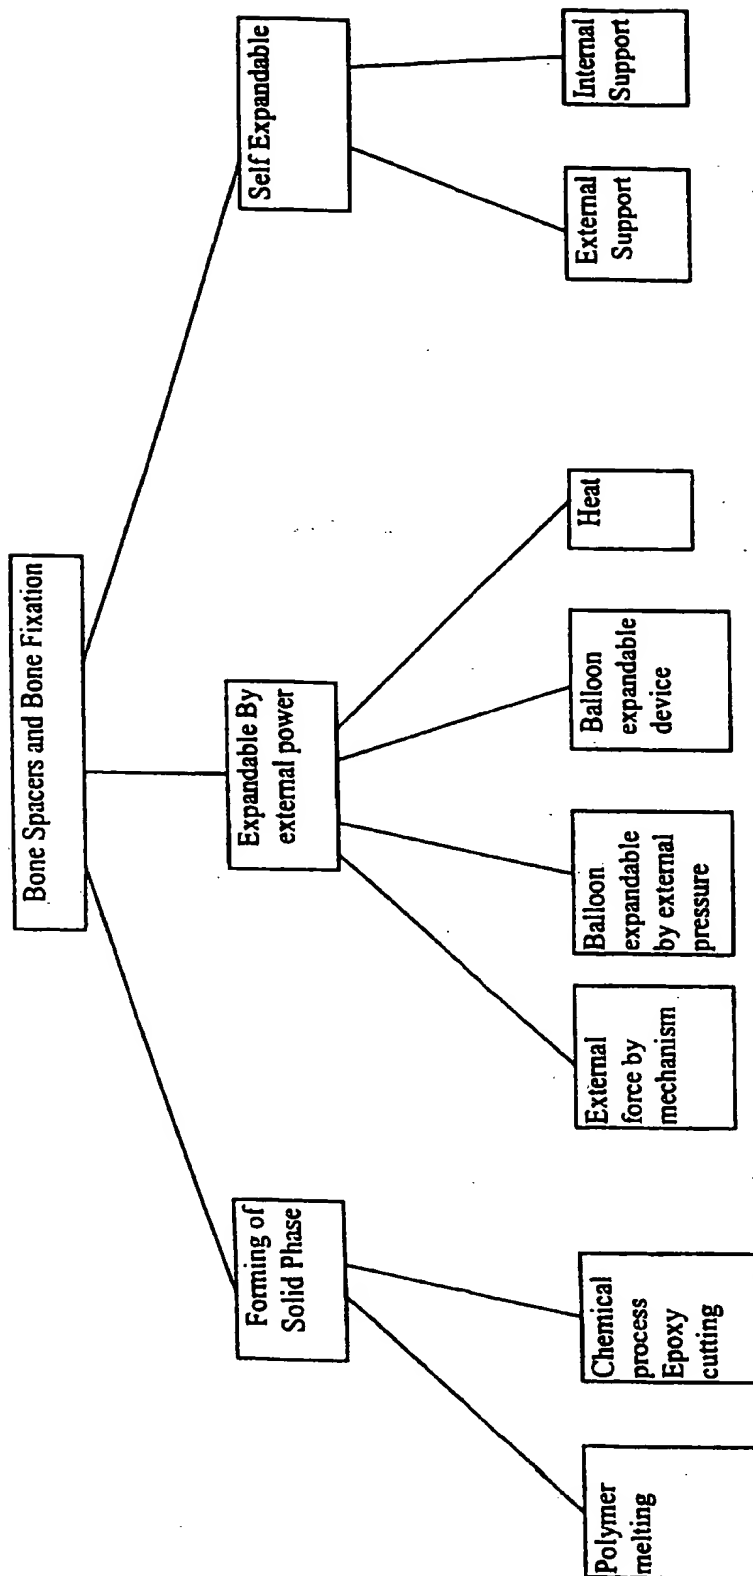 Bone Spacers and Bone Fixation
Forming of
Solid Phase
Expandable By
external power
Self Expandable
Polymer
melting
Chemical
process
Epoxy
cutting
External
force by
mechanism
Balloon
expandable
by external
pressure
Balloon
expandable
device
Heat
External
Support
Internal
Support